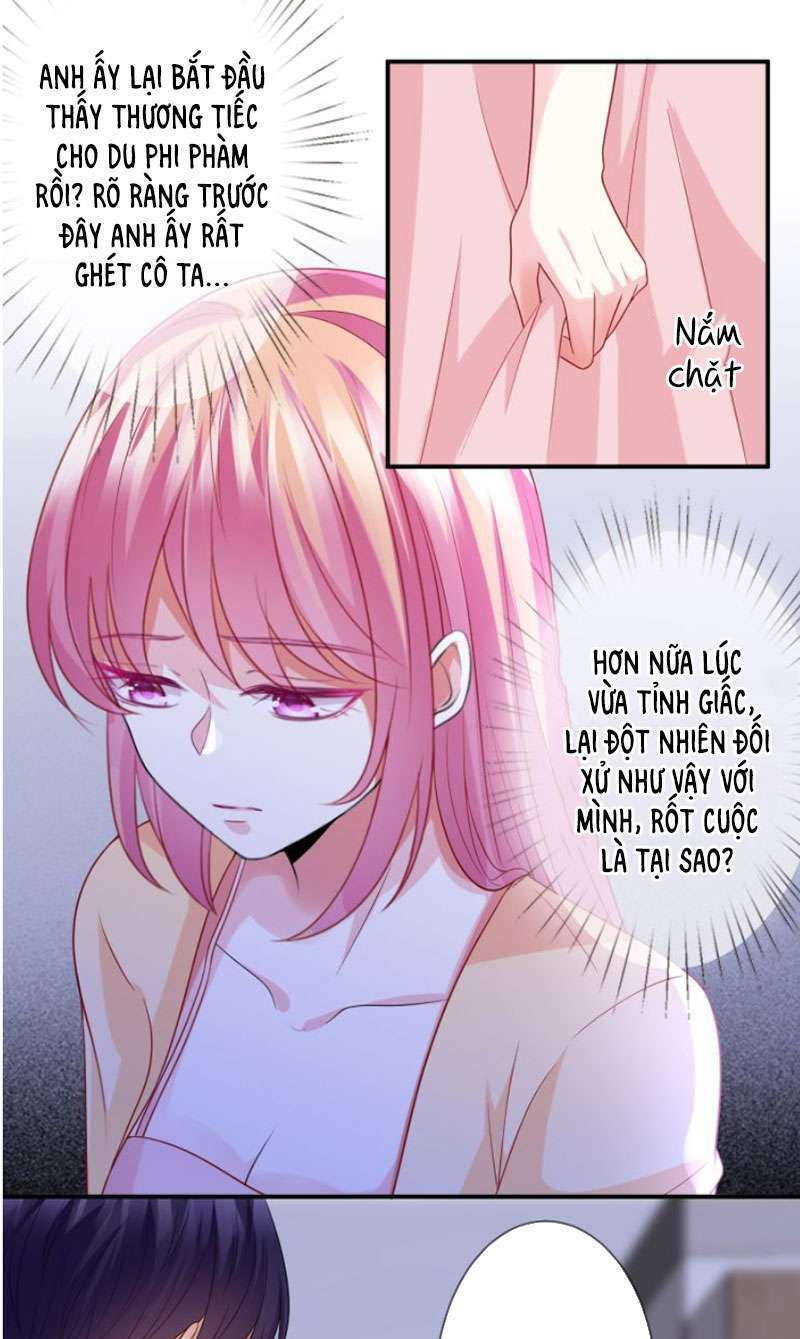 ANH ẤY LẠI BẮT ĐẦU
THẤY THƯƠNG TIẾC
CHO DU PHI PHÀM
RỒI? RÕ RÀNG TRƯỚC
ĐÂY ANH ẤY RẤT
GHÉT CÔ TA...
Nắm
chặt
HƠN NỮA LÚC
VỪA TỈNH GIẤC,
LẠI ĐỘT NHIÊN ĐỐI
XỬ NHƯ VẬY VỚI
MÌNH, RỐT CUỘC
LÀ TẠI SAO?